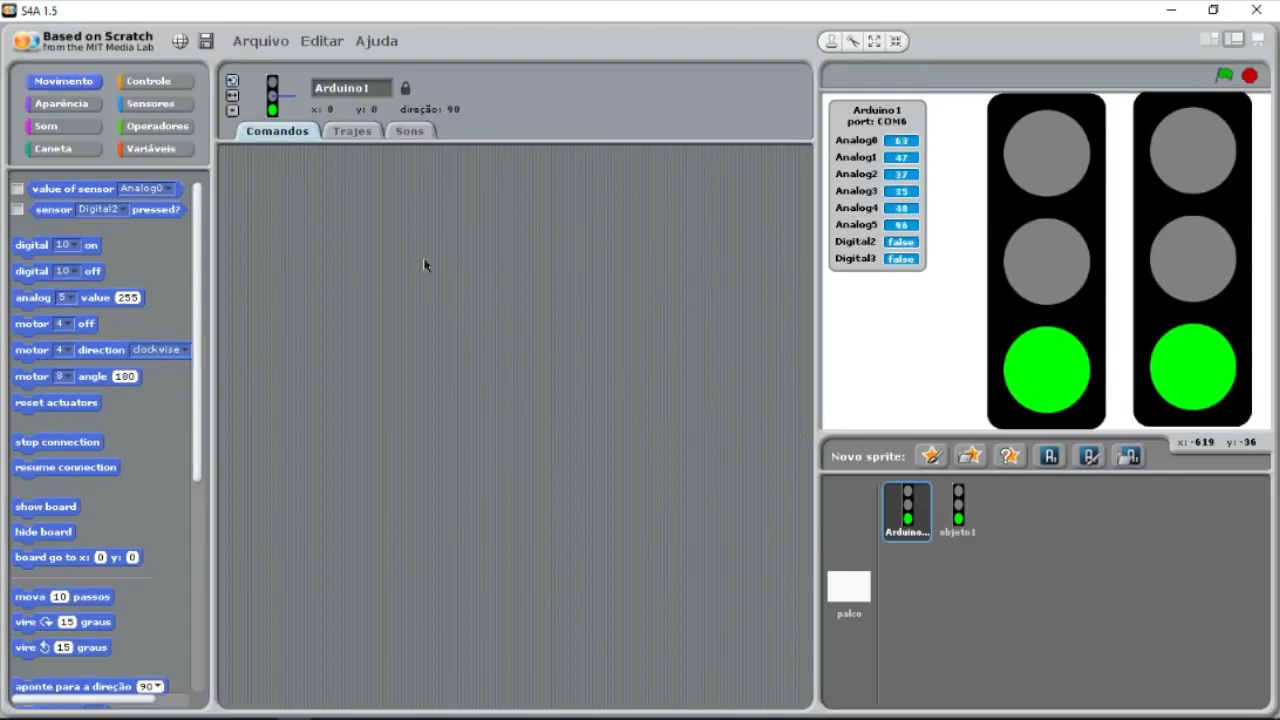 S4A 1.5
Based on Scratch
from the MIT Media Lab
Arquivo Editar Ajuda
Movimento Controle
Aparência Sensores
Som Operadores
Caneta Variáveis
value of sensor Analog0
sensor Digital2 pressed?
digital 10 on
digital 10 off
analog 5 value 255
motor 4 off
motor 4 direction clockwise
motor 8 angle 180
reset actuators
stop connection
resume connection
show board
hide board
board go to x: 0 y: 0
mova 10 passos
vire 15 graus
vire 15 graus
aponte para a direção 90
Arduino1
x: 0 y: 0 direção: 90
Comandos Trajes Sons
Arduino1
port: COM6
Analog0 63
Analog1 47
Analog2 37
Analog3 35
Analog4 48
Analog5 96
Digital2 false
Digital3 false
x: -619 y: -36
Novo sprite:
Arduino... objeto1
palco